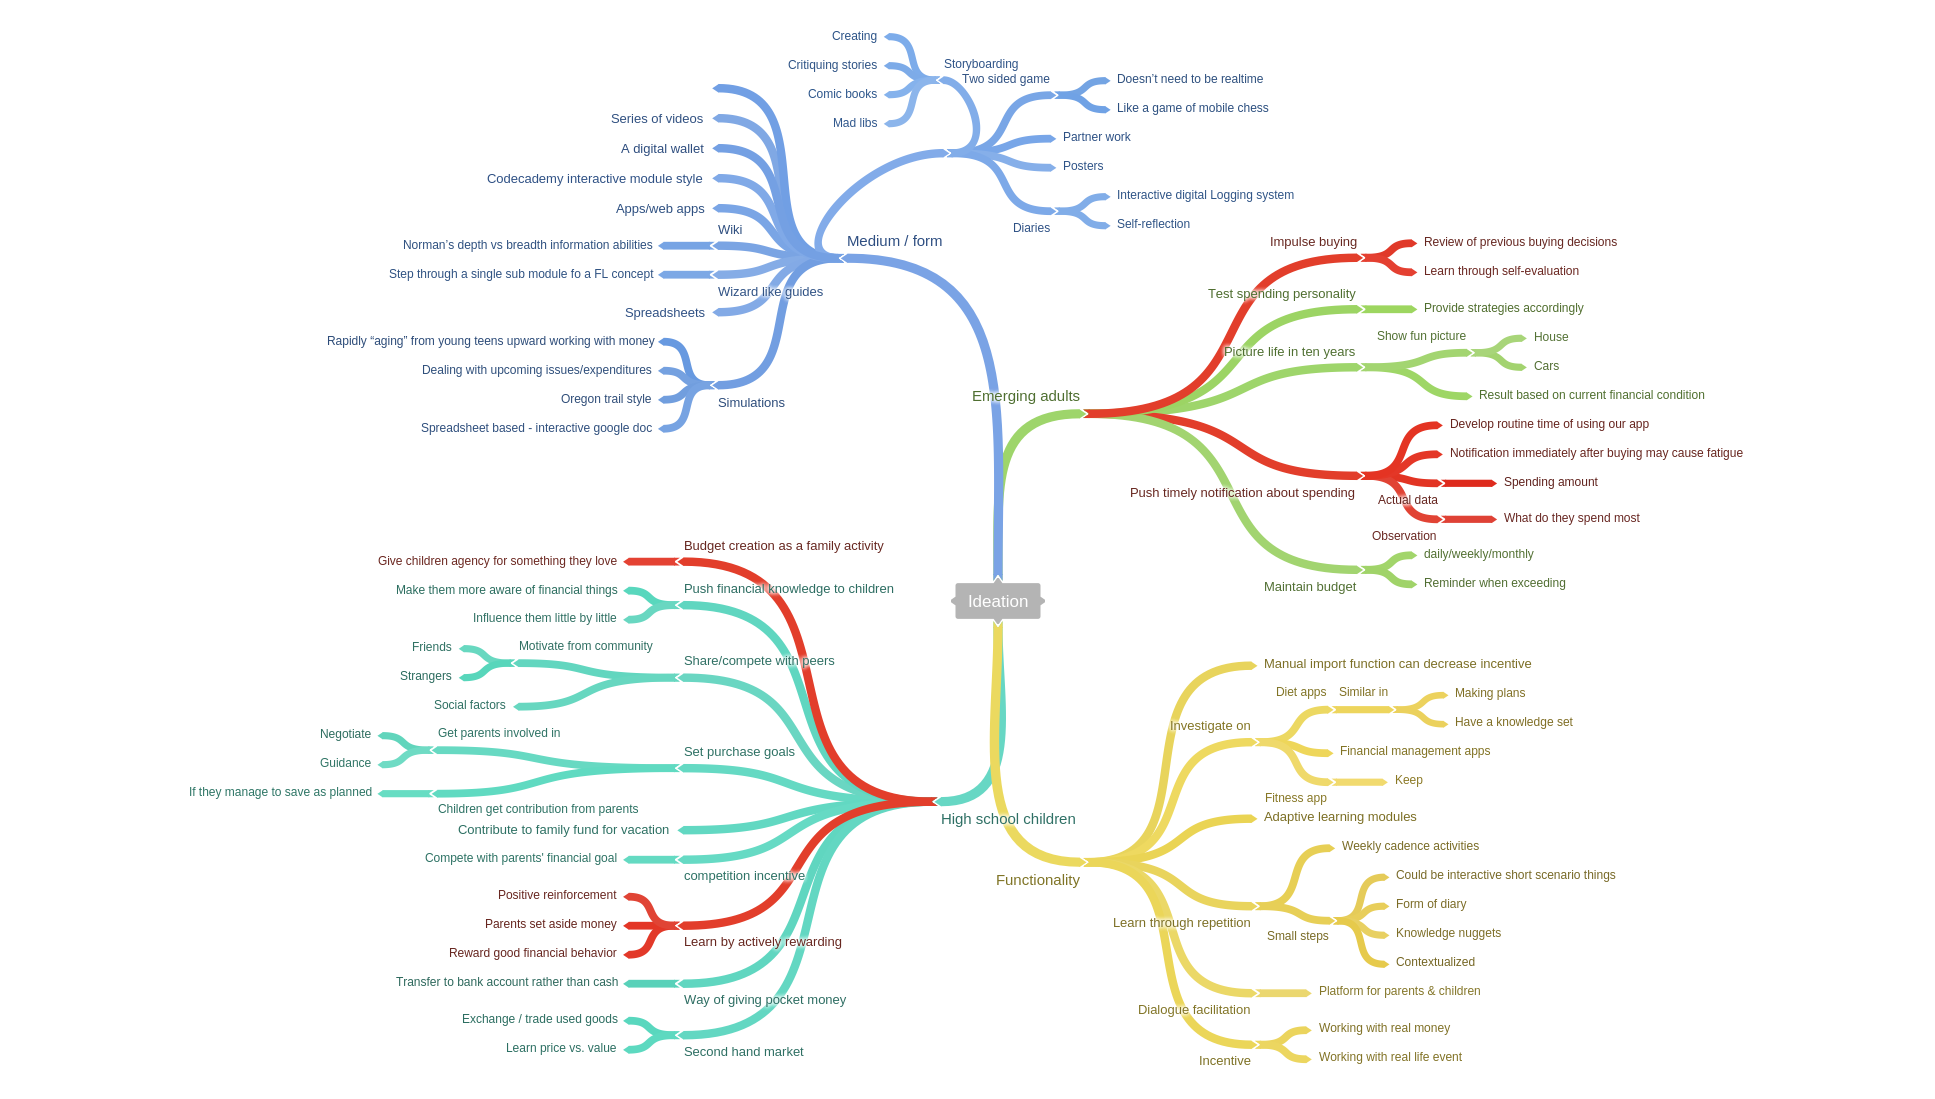 Creating
Critiquing stories
Comic books
Mad libs
Storyboarding
Two sided game
Doesn’t need to be realtime
Like a game of mobile chess
Partner work
Posters
Diaries
Interactive digital Logging system
Self-reflection
Series of videos
A digital wallet
Codecademy interactive module style
Apps/web apps
Wiki
Norman’s depth vs breadth information abilities
Step through a single sub module fo a FL concept
Wizard like guides
Spreadsheets
Rapidly “aging” from young teens upward working with money
Dealing with upcoming issues/expenditures
Oregon trail style
Spreadsheet based - interactive google doc
Simulations
Medium / form
Emerging adults
Impulse buying
Review of previous buying decisions
Learn through self-evaluation
Test spending personality
Provide strategies accordingly
Picture life in ten years
Show fun picture
House
Cars
Result based on current financial condition
Push timely notification about spending
Develop routine time of using our app
Notification immediately after buying may cause fatigue
Actual data
Spending amount
Observation
What do they spend most
Maintain budget
daily/weekly/monthly
Reminder when exceeding
Ideation
Budget creation as a family activity
Give children agency for something they love
Push financial knowledge to children
Make them more aware of financial things
Influence them little by little
Share/compete with peers
Motivate from community
Friends
Strangers
Social factors
Set purchase goals
Get parents involved in
Negotiate
Guidance
If they manage to save as planned
Children get contribution from parents
Contribute to family fund for vacation
Compete with parents' financial goal
competition incentive
Positive reinforcement
Parents set aside money
Reward good financial behavior
Learn by actively rewarding
Transfer to bank account rather than cash
Way of giving pocket money
Exchange / trade used goods
Learn price vs. value
Second hand market
High school children
Functionality
Manual import function can decrease incentive
Investigate on
Diet apps
Similar in
Making plans
Have a knowledge set
Financial management apps
Keep
Fitness app
Adaptive learning modules
Learn through repetition
Weekly cadence activities
Small steps
Could be interactive short scenario things
Form of diary
Knowledge nuggets
Contextualized
Dialogue facilitation
Platform for parents & children
Incentive
Working with real money
Working with real life event